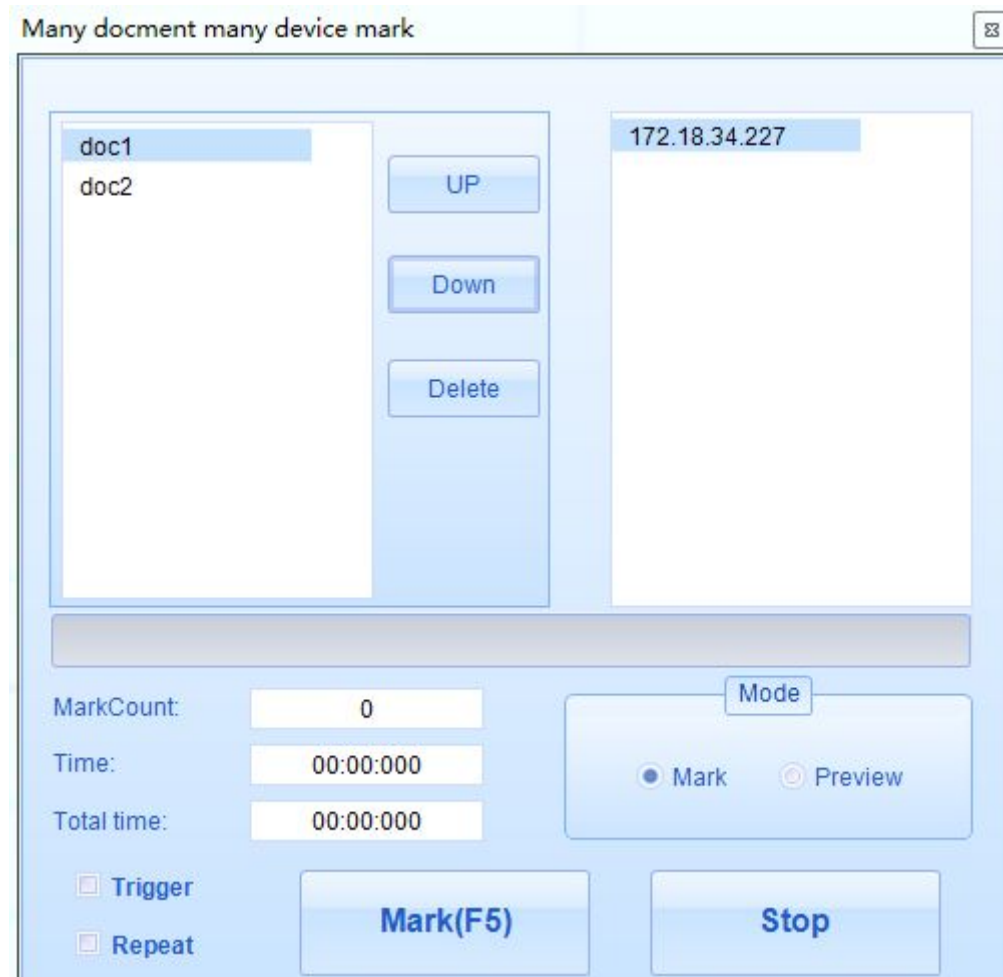 Many docment many device mark
doc1
doc2
UP
Down
Delete
172.18.34.227
MarkCount:
0
Time:
00:00:000
Total time:
00:00:000
Mode
Mark
Preview
Trigger
Repeat
Mark(F5)
Stop